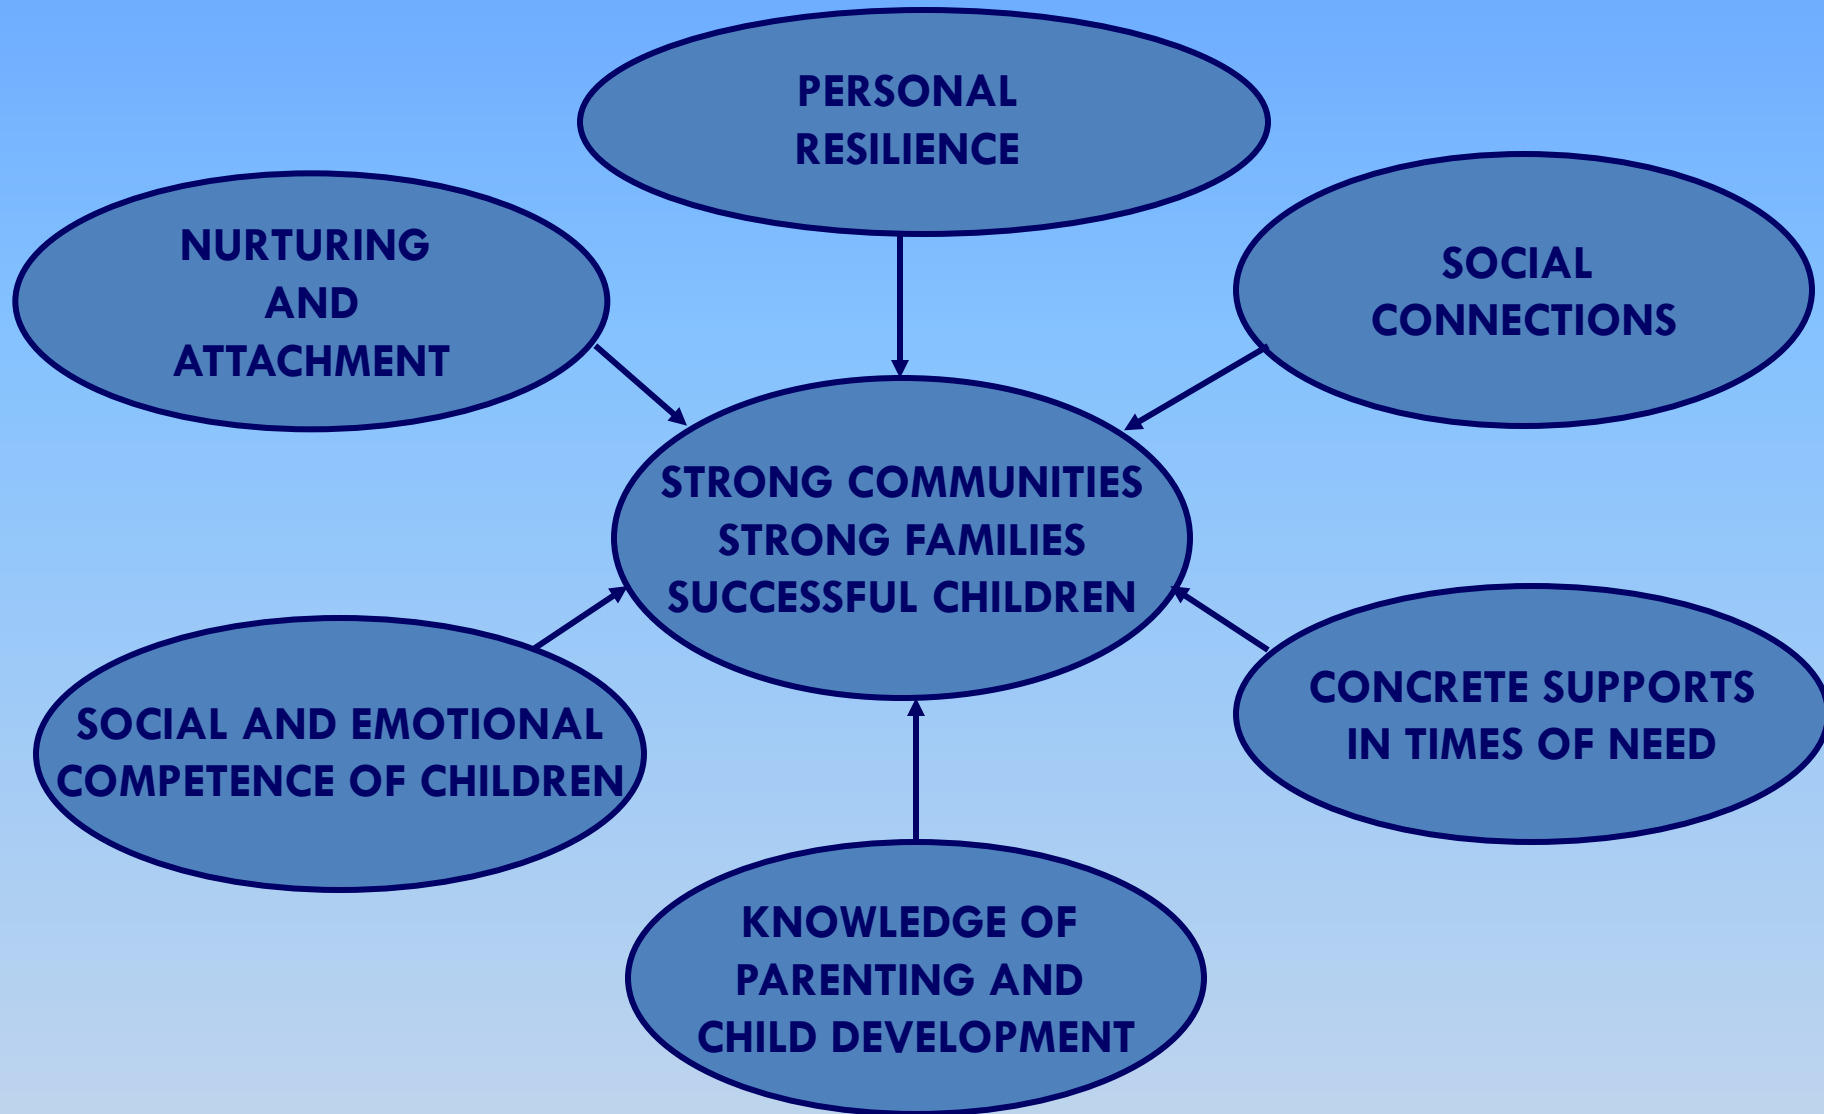 PERSONAL
RESILIENCE
NURTURING
AND
ATTACHMENT
SOCIAL
CONNECTIONS
STRONG COMMUNITIES
STRONG FAMILIES
SUCCESSFUL CHILDREN
SOCIAL AND EMOTIONAL
COMPETENCE OF CHILDREN
CONCRETE SUPPORTS
IN TIMES OF NEED
KNOWLEDGE OF
PARENTING AND
CHILD DEVELOPMENT